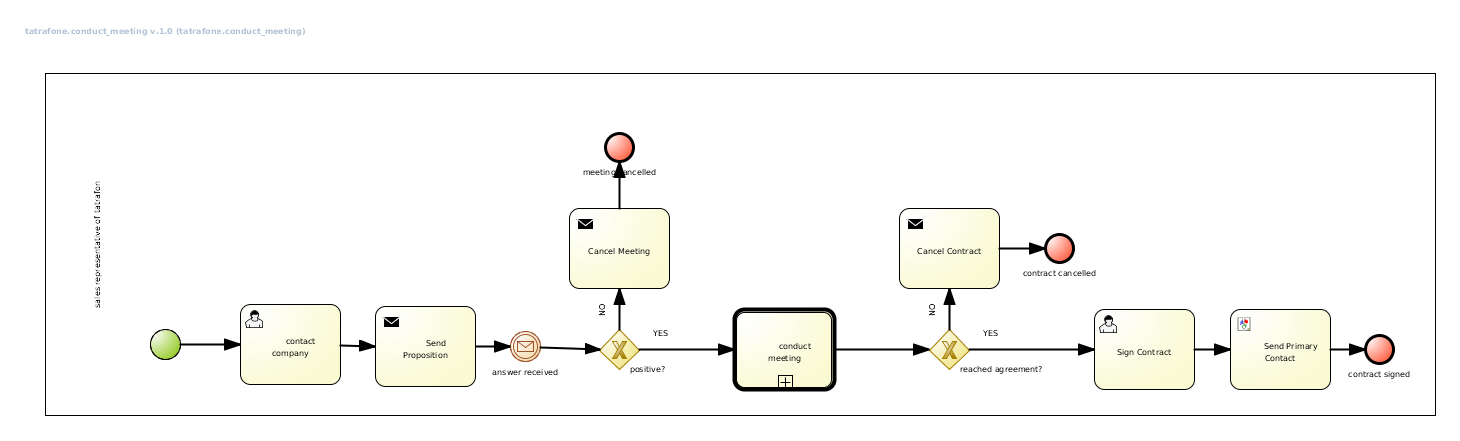 tatrafone.conduct_meeting v.1.0 (tatrafone.conduct_meeting)
sales representative of tatrafon
contact
company
Send
Proposition
answer received
positive?
NO
YES
Cancel Meeting
meeting cancelled
conduct
meeting
reached agreement?
NO
YES
Cancel Contract
contract cancelled
Sign Contract
Send Primary
Contact
contract signed